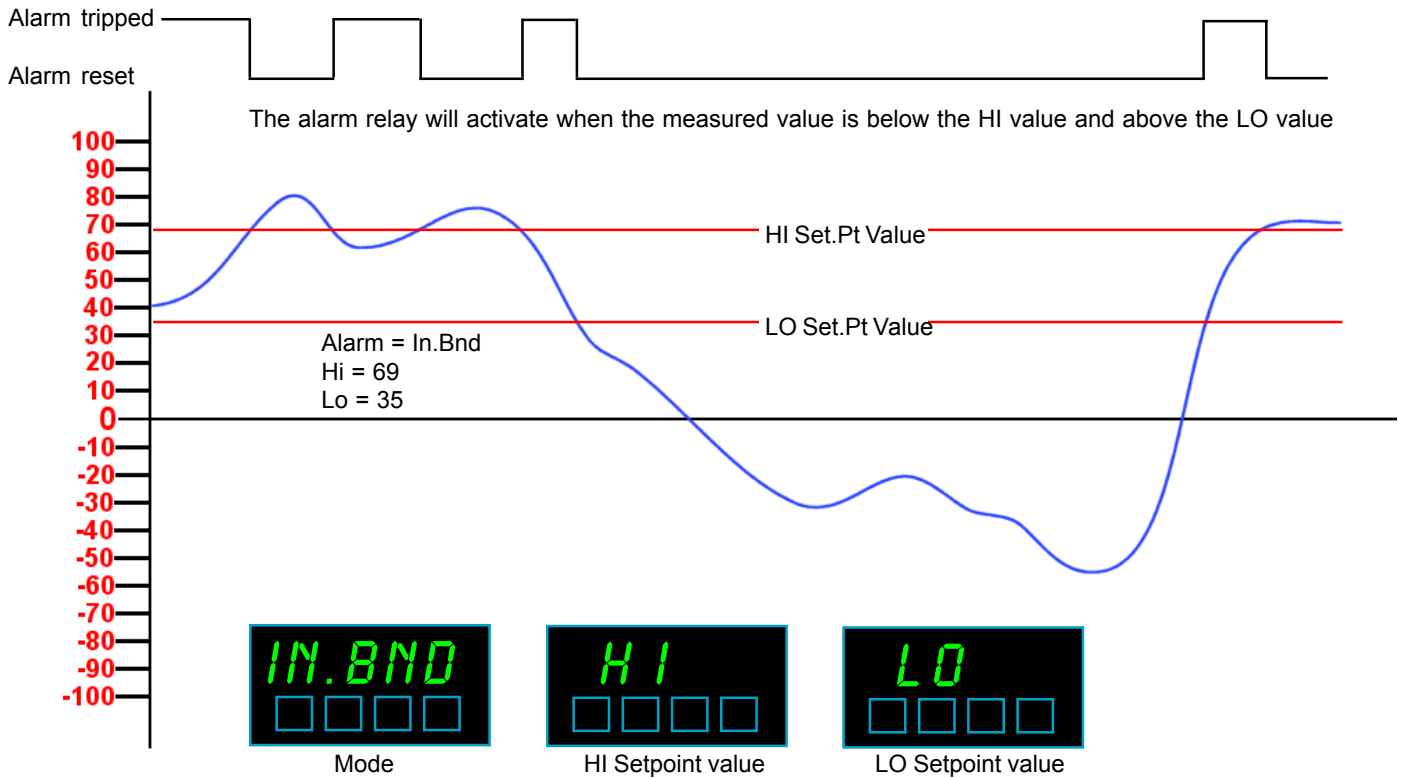 Alarm tripped
Alarm reset
The alarm relay will activate when the measured value is below the HI value and above the LO value
100
90
80
70
60
50
40
30
20
10
0
-10
-20
-30
-40
-50
-60
-70
-80
-90
-100
HI Set.Pt Value
LO Set.Pt Value
Alarm = In.Bnd
Hi = 69
Lo = 35
IN.BND
HI
LO
Mode
HI Setpoint value
LO Setpoint value